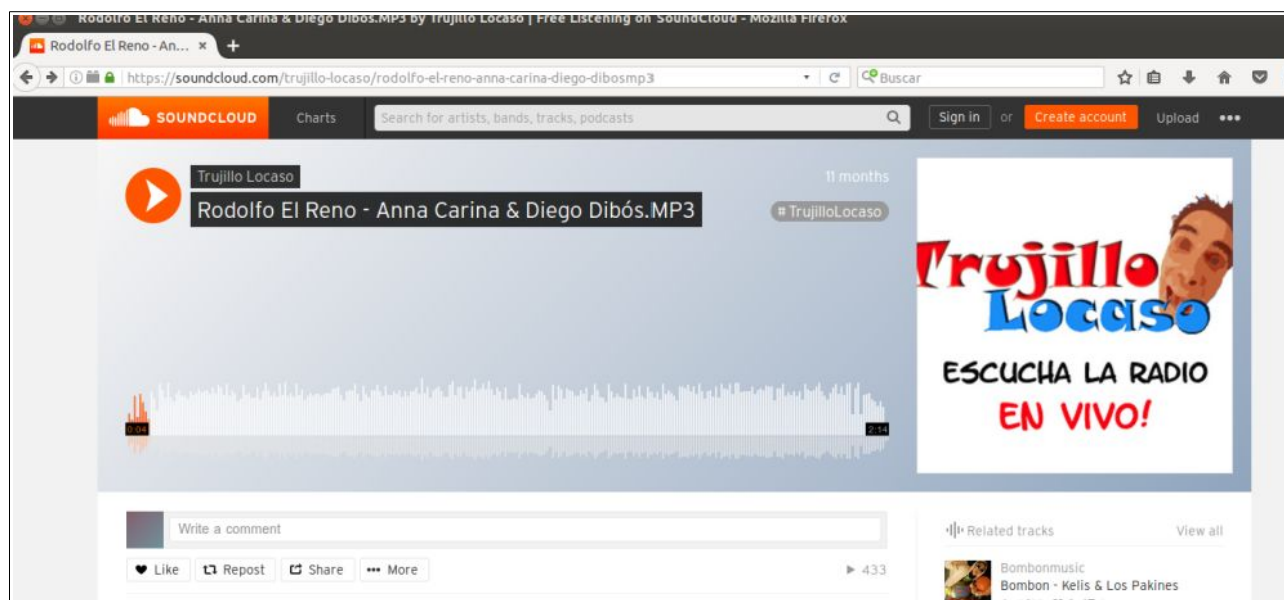 Rodolfo El Reno - Anna Carina & Diego Dibós.MP3 by Trujillo Locaso | Free Listening on SoundCloud - Mozilla Firefox
Rodolfo El Reno - An... × +
https://soundcloud.com/trujillo-locaso/rodolfo-el-reno-anna-carina-diego-dibosmp3 Buscar
SOUNDCLOUD Charts Search for artists, bands, tracks, podcasts Sign in or Create account Upload
Trujillo Locaso 11 months
Rodolfo El Reno - Anna Carina & Diego Dibós.MP3 # TrujilloLocaso
Trujillo
Locaso
ESCUCHA LA RADIO
EN VIVO!
0:04 2:14
Write a comment
Related tracks View all
Like Repost Share ••• More 433
Bombonmusic
Bombon - Kelis & Los Pakines